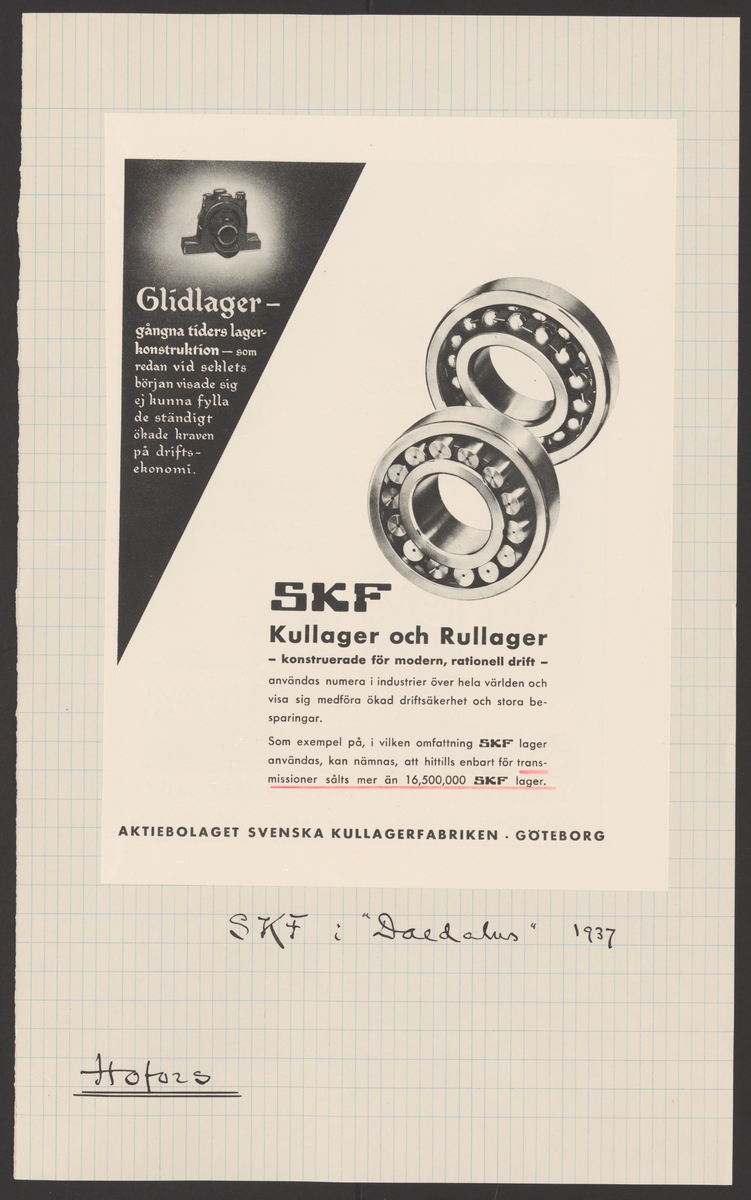 Glidlager –
gångna tiders lager-
konstruktion — som
redan vid seklets
början visade sig
ej kunna fylla
de ständigt
ökade kraven
på drifts-
ekonomi.
SKF
Kullager och Rullager
– konstruerade för modern, rationell drift –
användas numera i industrier över hela världen och
visa sig medföra ökad driftsäkerhet och stora be-
sparingar.
Som exempel på, i vilken omfattning SKF lager
användas, kan nämnas, att hittills enbart för trans-
missioner sålts mer än 16,500,000 SKF lager.
AKTIEBOLAGET SVENSKA KULLAGERFABRIKEN · GÖTEBORG
SKF i "Daedalus" 1937
Hofors